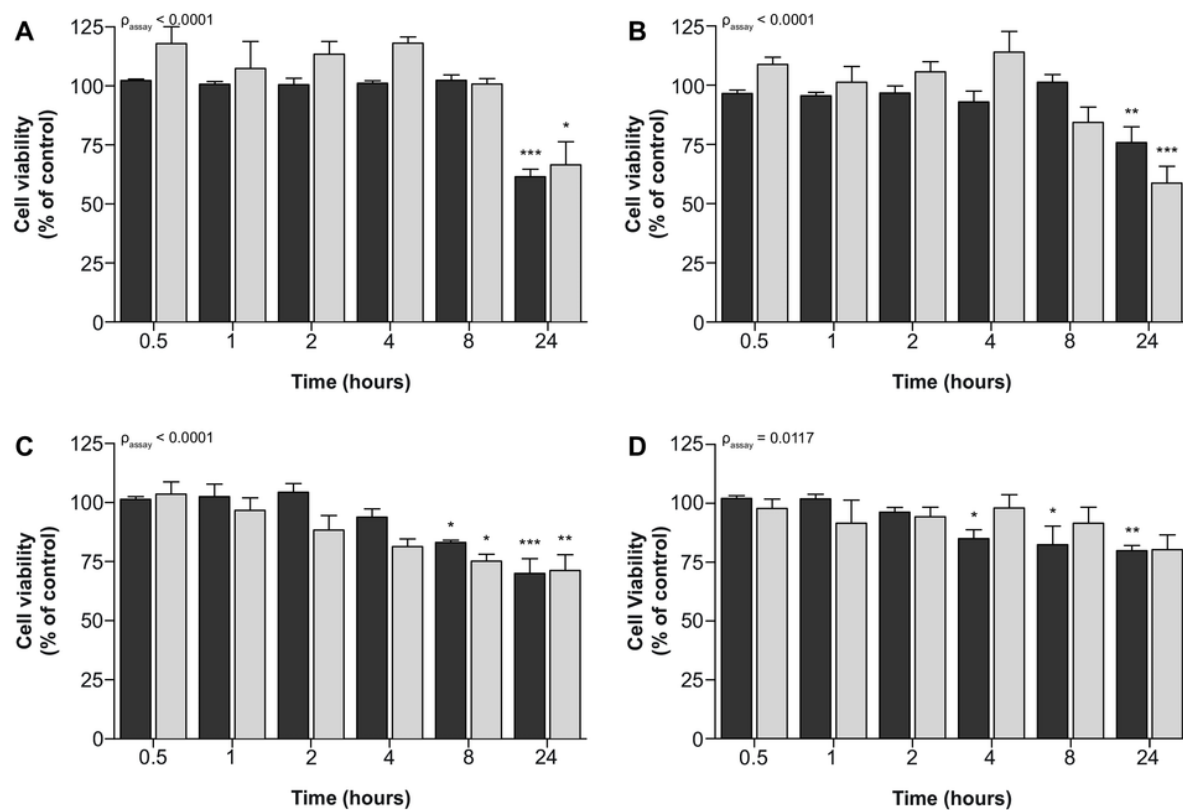 A
ρassay < 0.0001
Cell viability
(% of control)
125
100
75
50
25
0
***
*
0.5 1 2 4 8 24
Time (hours)
B
ρassay < 0.0001
Cell viability
(% of control)
125
100
75
50
25
0
**
***
0.5 1 2 4 8 24
Time (hours)
C
ρassay < 0.0001
Cell viability
(% of control)
125
100
75
50
25
0
* * *** **
0.5 1 2 4 8 24
Time (hours)
D
ρassay = 0.0117
Cell Viability
(% of control)
125
100
75
50
25
0
* * **
0.5 1 2 4 8 24
Time (hours)